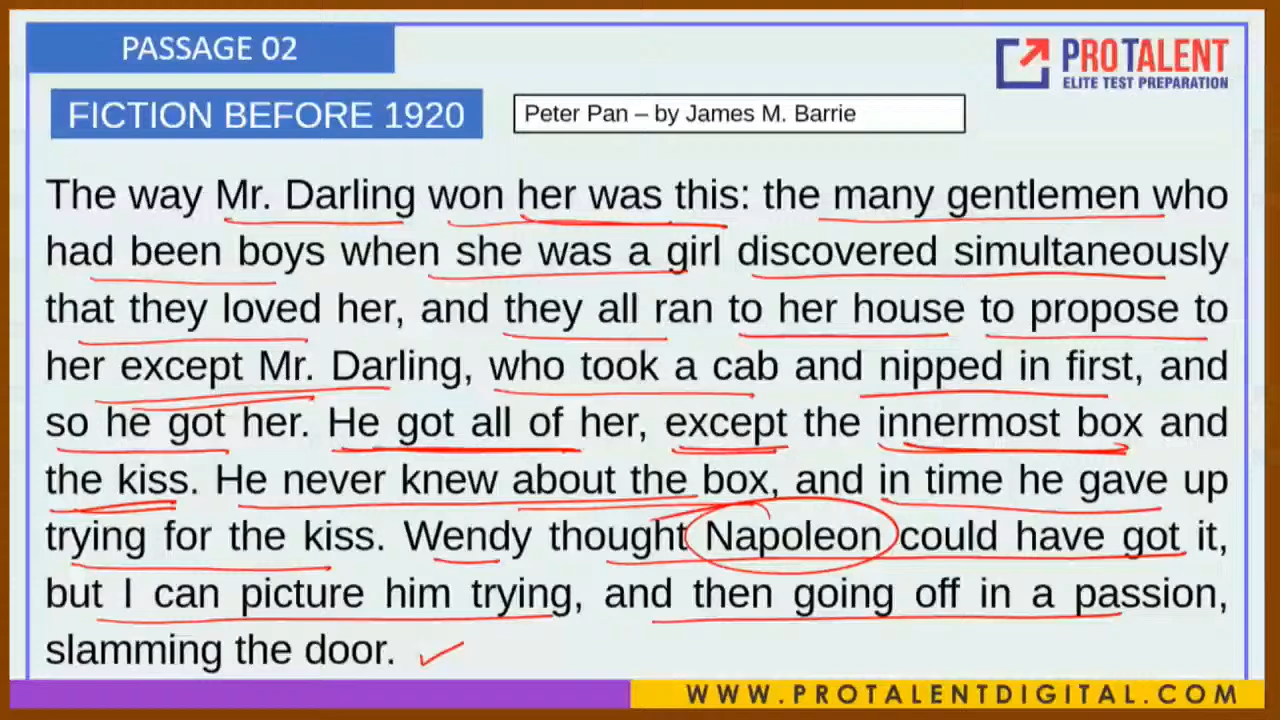 PASSAGE 02
PROTALENT
ELITE TEST PREPARATION
FICTION BEFORE 1920
Peter Pan – by James M. Barrie
The way Mr. Darling won her was this: the many gentlemen who
had been boys when she was a girl discovered simultaneously
that they loved her, and they all ran to her house to propose to
her except Mr. Darling, who took a cab and nipped in first, and
so he got her. He got all of her, except the innermost box and
the kiss. He never knew about the box, and in time he gave up
trying for the kiss. Wendy thought Napoleon could have got it,
but I can picture him trying, and then going off in a passion,
slamming the door.
WWW.PROTALENTDIGITAL.COM